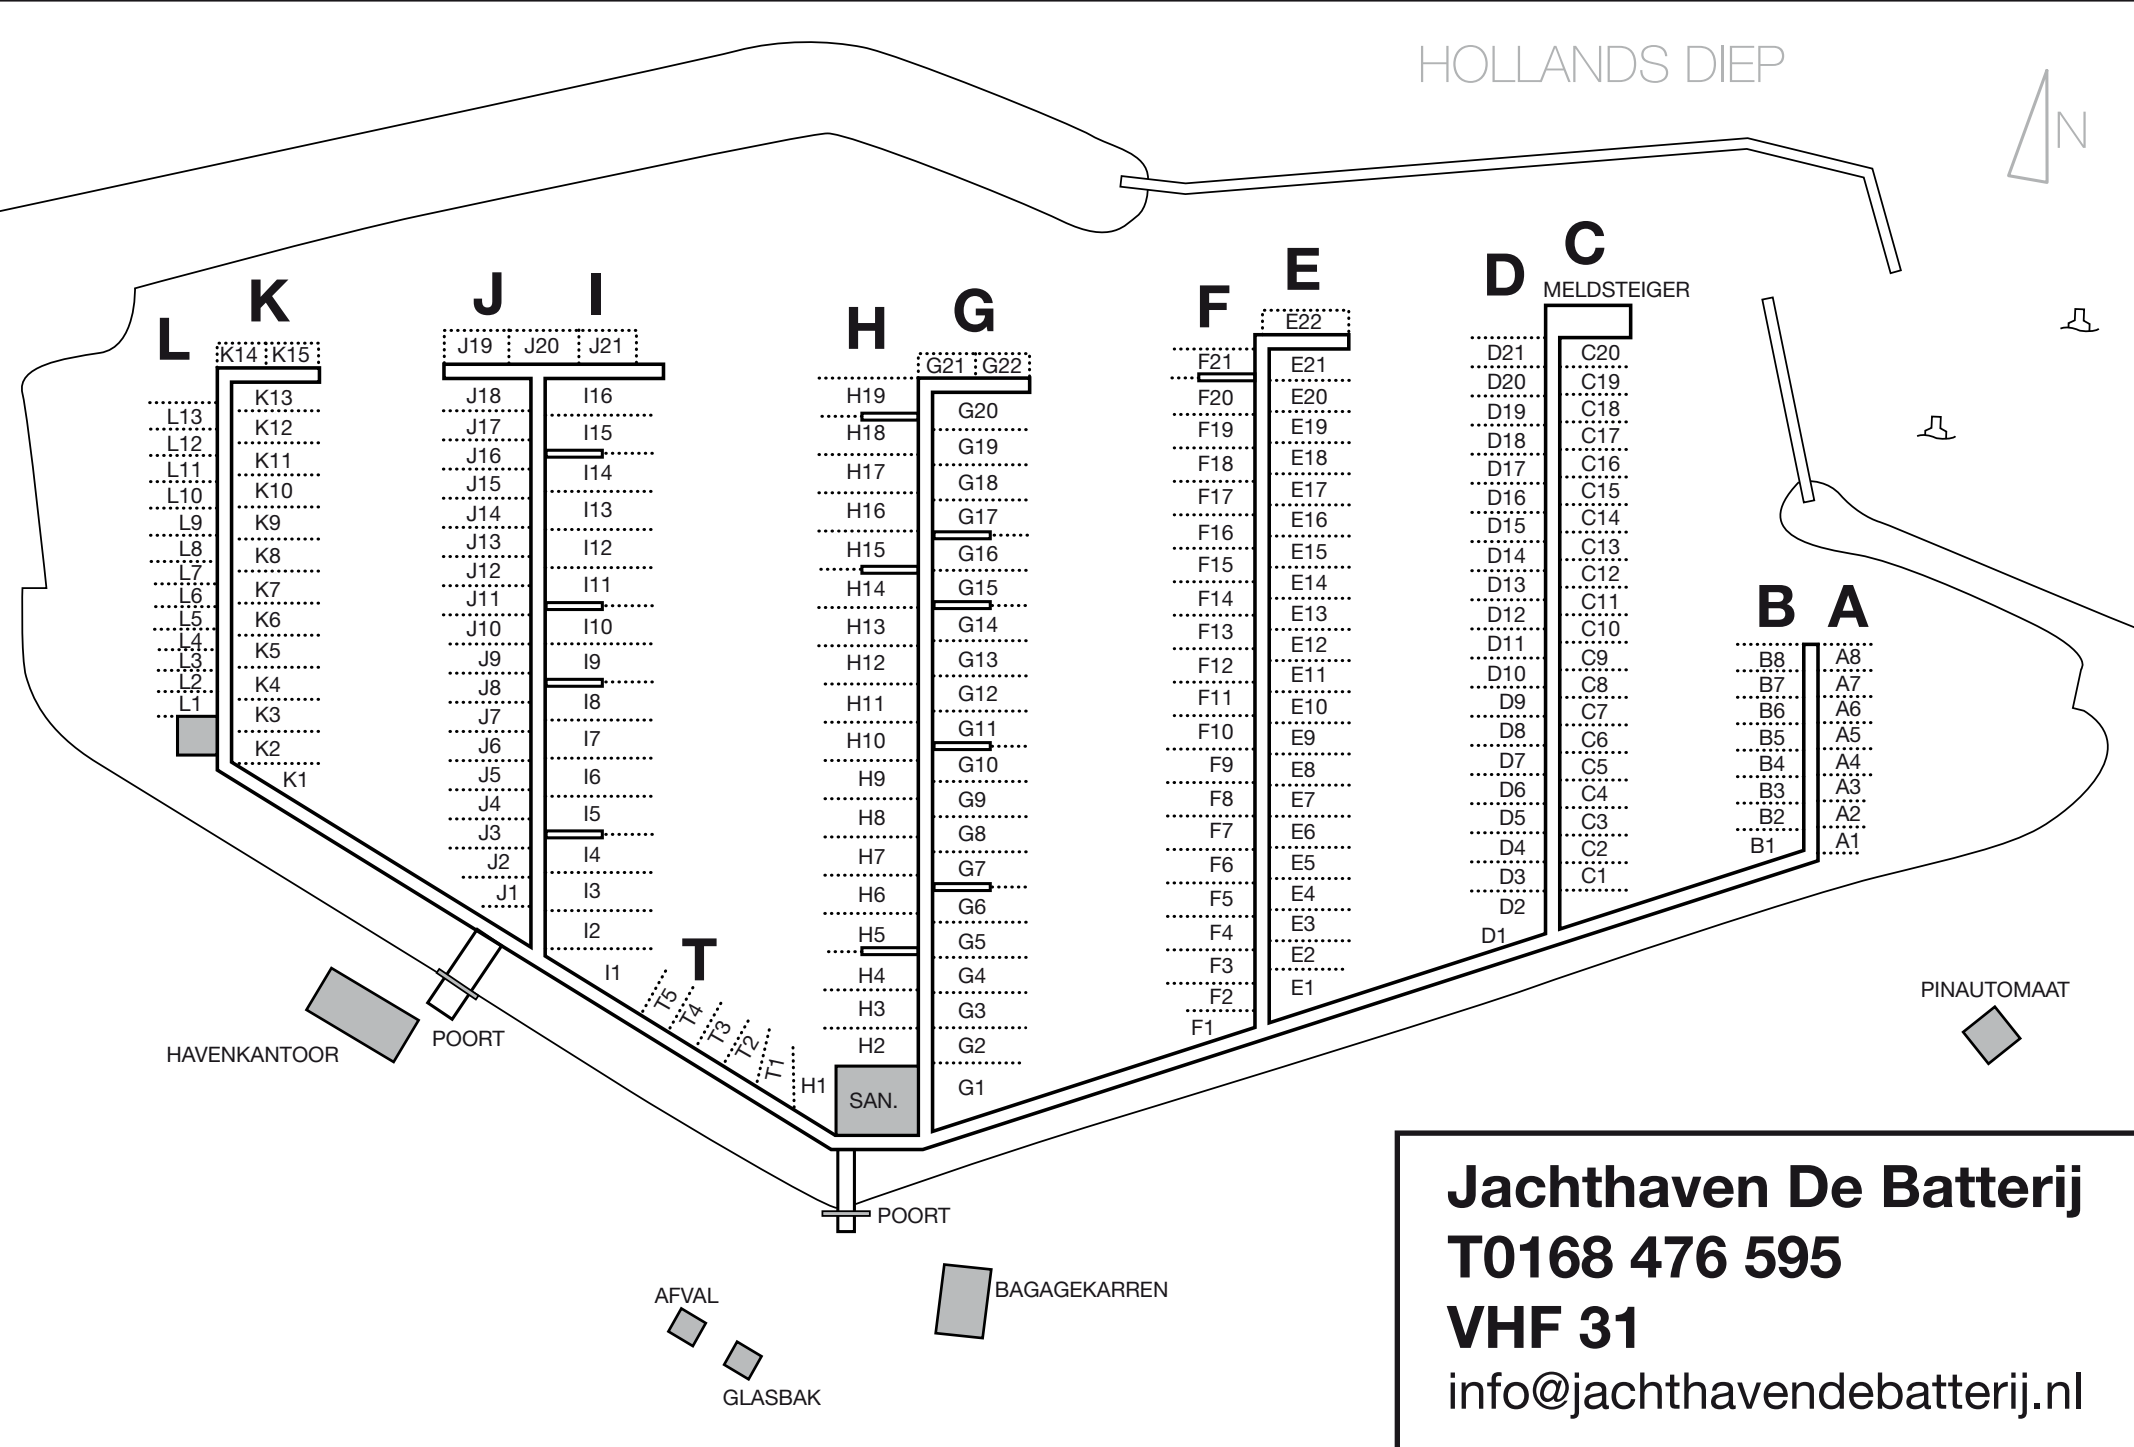 HOLLANDS DIEP
N
C
MELDSTEIGER
D
E
F
G
H
I
J
K
L
B
A
T
K14 K15
K13
K12
K11
K10
K9
K8
K7
K6
K5
K4
K3
K2
K1
L13
L12
L11
L10
L9
L8
L7
L6
L5
L4
L3
L2
L1
J19 J20 J21
J18
J17
J16
J15
J14
J13
J12
J11
J10
J9
J8
J7
J6
J5
J4
J3
J2
J1
I16
I15
I14
I13
I12
I11
I10
I9
I8
I7
I6
I5
I4
I3
I2
I1
T5
T4
T3
T2
T1
H19
H18
H17
H16
H15
H14
H13
H12
H11
H10
H9
H8
H7
H6
H5
H4
H3
H2
H1
SAN.
G21 G22
G20
G19
G18
G17
G16
G15
G14
G13
G12
G11
G10
G9
G8
G7
G6
G5
G4
G3
G2
G1
F21
F20
F19
F18
F17
F16
F15
F14
F13
F12
F11
F10
F9
F8
F7
F6
F5
F4
F3
F2
F1
E22
E21
E20
E19
E18
E17
E16
E15
E14
E13
E12
E11
E10
E9
E8
E7
E6
E5
E4
E3
E2
E1
D21
D20
D19
D18
D17
D16
D15
D14
D13
D12
D11
D10
D9
D8
D7
D6
D5
D4
D3
D2
D1
C20
C19
C18
C17
C16
C15
C14
C13
C12
C11
C10
C9
C8
C7
C6
C5
C4
C3
C2
C1
B8
B7
B6
B5
B4
B3
B2
B1
A8
A7
A6
A5
A4
A3
A2
A1
HAVENKANTOOR
POORT
PINAUTOMAAT
POORT
BAGAGEKARREN
AFVAL
GLASBAK
Jachthaven De Batterij
T0168 476 595
VHF 31
info@jachthavendebatterij.nl